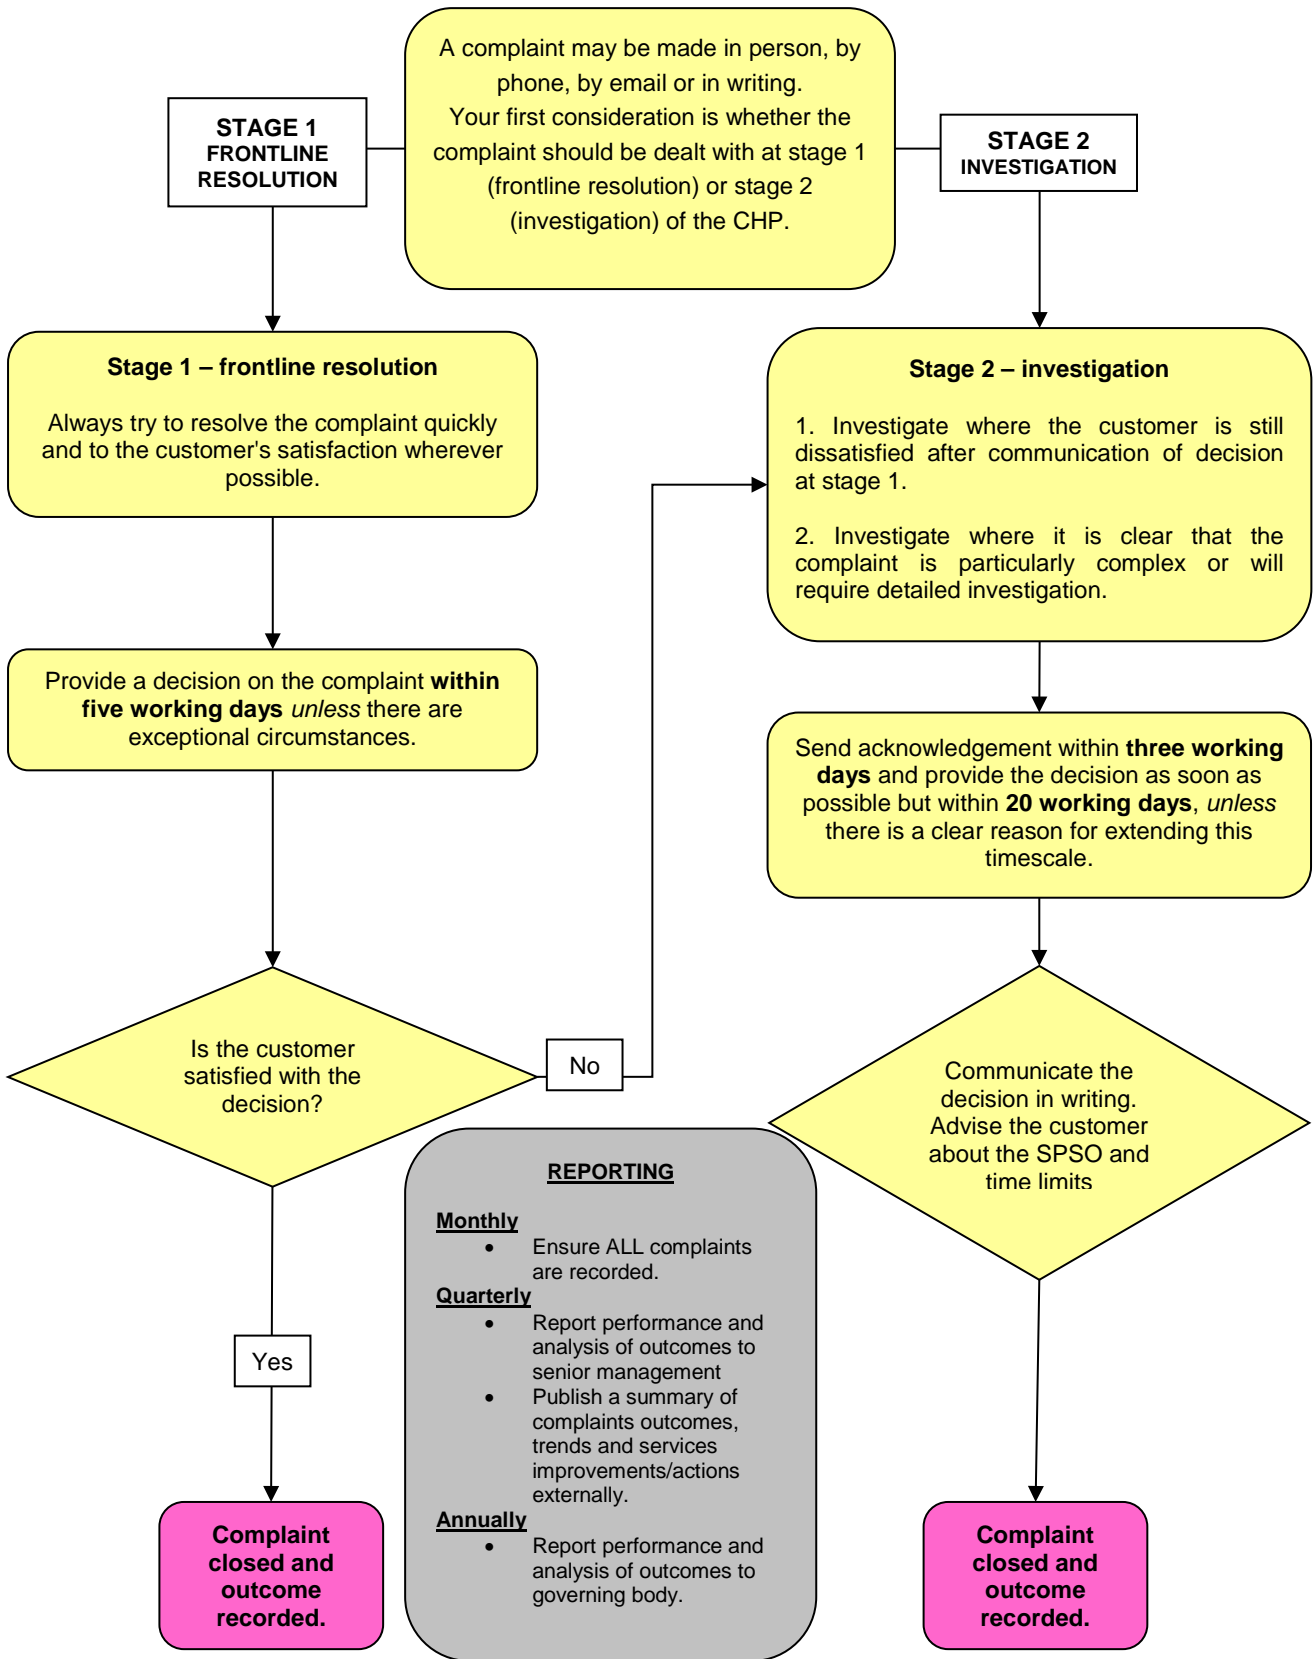 A complaint may be made in person, by
phone, by email or in writing.
Your first consideration is whether the
complaint should be dealt with at stage 1
(frontline resolution) or stage 2
(investigation) of the CHP.
STAGE 1
FRONTLINE
RESOLUTION
STAGE 2
INVESTIGATION
Stage 1 – frontline resolution
Always try to resolve the complaint quickly
and to the customer's satisfaction wherever
possible.
Provide a decision on the complaint within
five working days unless there are
exceptional circumstances.
Is the customer
satisfied with the
decision?
No
Yes
Complaint
closed and
outcome
recorded.
Stage 2 – investigation
1. Investigate where the customer is still
dissatisfied after communication of decision
at stage 1.
2. Investigate where it is clear that the
complaint is particularly complex or will
require detailed investigation.
Send acknowledgement within three working
days and provide the decision as soon as
possible but within 20 working days, unless
there is a clear reason for extending this
timescale.
Communicate the
decision in writing.
Advise the customer
about the SPSO and
time limits
Complaint
closed and
outcome
recorded.
REPORTING
Monthly
• Ensure ALL complaints
are recorded.
Quarterly
• Report performance and
analysis of outcomes to
senior management
• Publish a summary of
complaints outcomes,
trends and services
improvements/actions
externally.
Annually
• Report performance and
analysis of outcomes to
governing body.